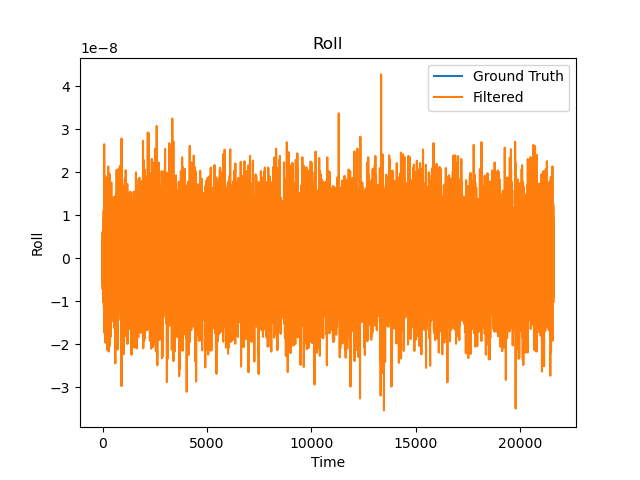 Roll
1e−8
Ground Truth
Filtered
4
3
2
1
0
−1
−2
−3
Roll
0
5000
10000
15000
20000
Time